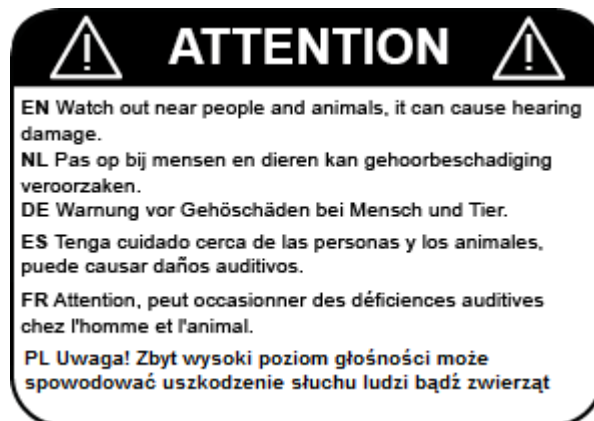 ATTENTION
EN Watch out near people and animals, it can cause hearing
damage.
NL Pas op bij mensen en dieren kan gehoorbeschadiging
veroorzaken.
DE Warnung vor Gehöschäden bei Mensch und Tier.
ES Tenga cuidado cerca de las personas y los animales,
puede causar daños auditivos.
FR Attention, peut occasionner des déficiences auditives
chez l'homme et l'animal.
PL Uwaga! Zbyt wysoki poziom głośności może
spowodować uszkodzenie słuchu ludzi bądź zwierząt